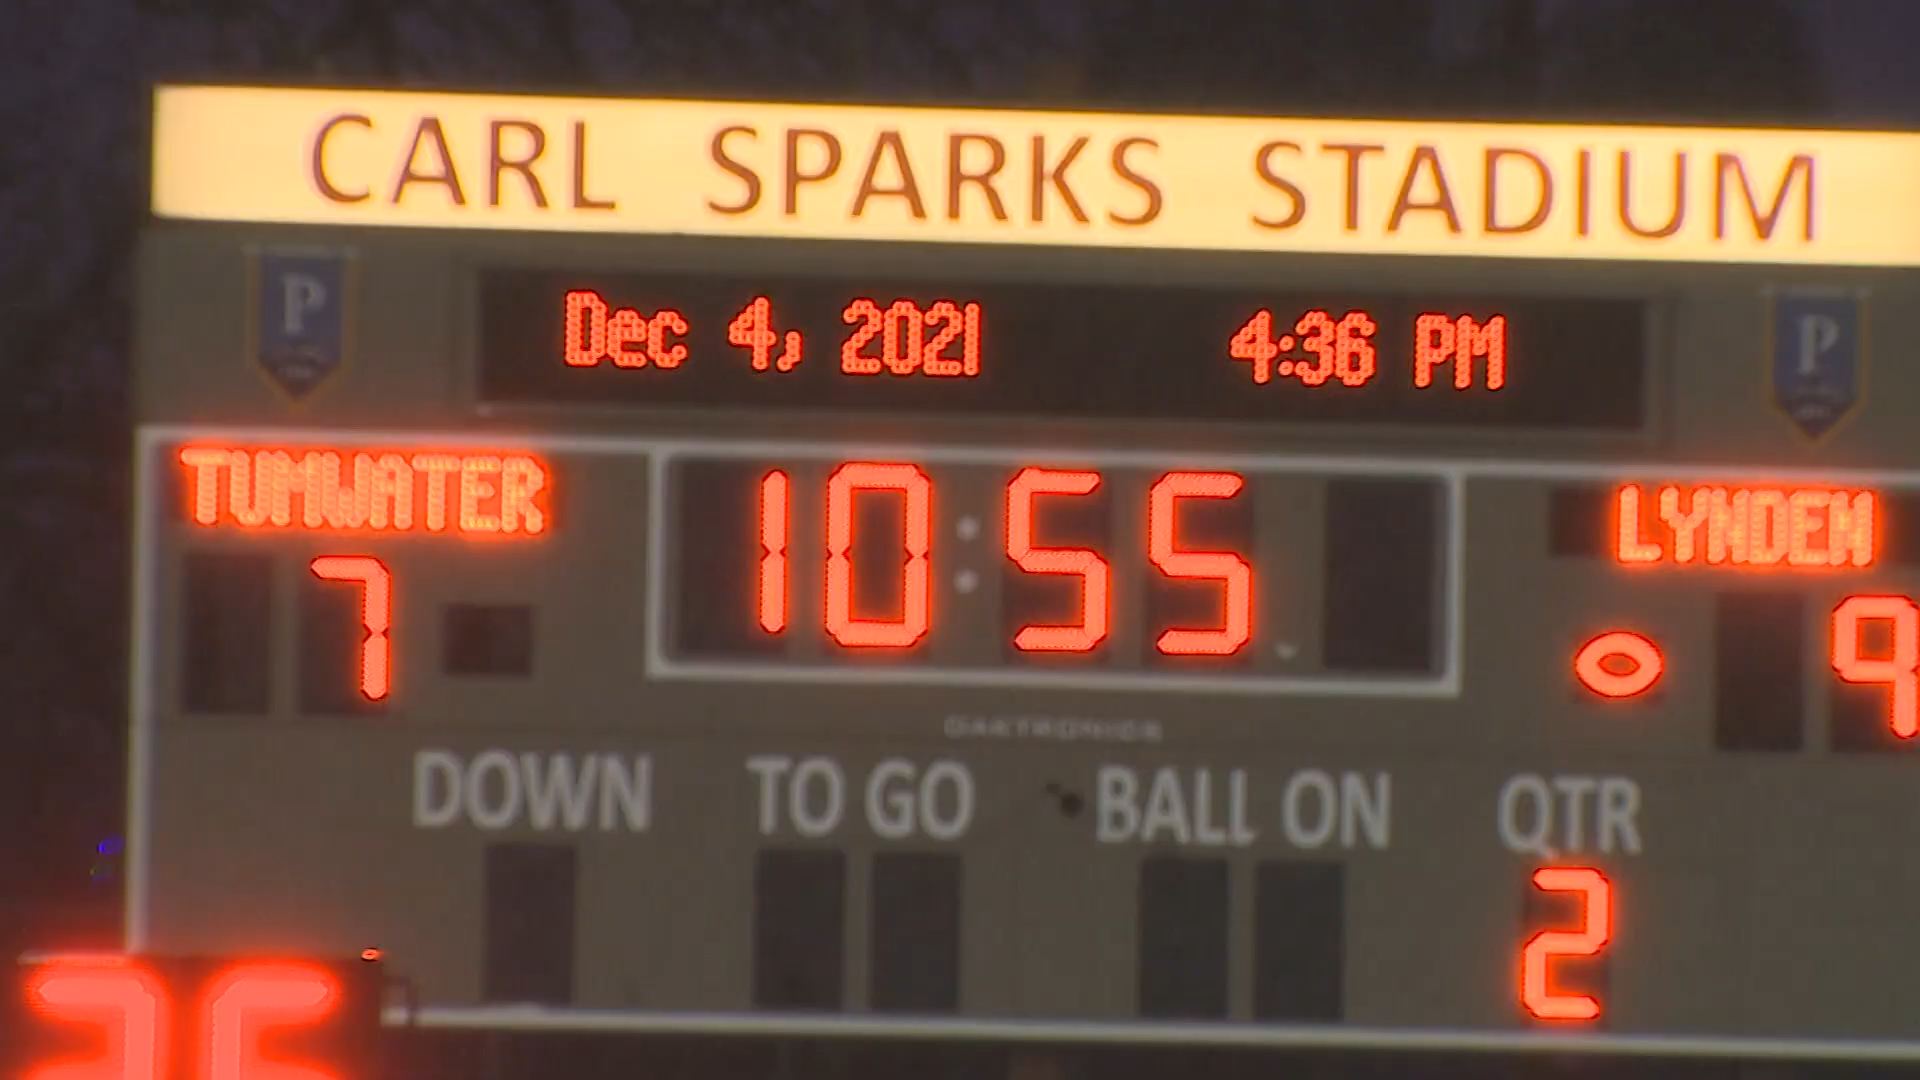 CARL SPARKS STADIUM
P
Dec 4, 2021 4:36 PM
P
TUMWATER
10:55
LYNDEN
7
9
DAKTRONICS
DOWN TO GO BALL ON QTR
2